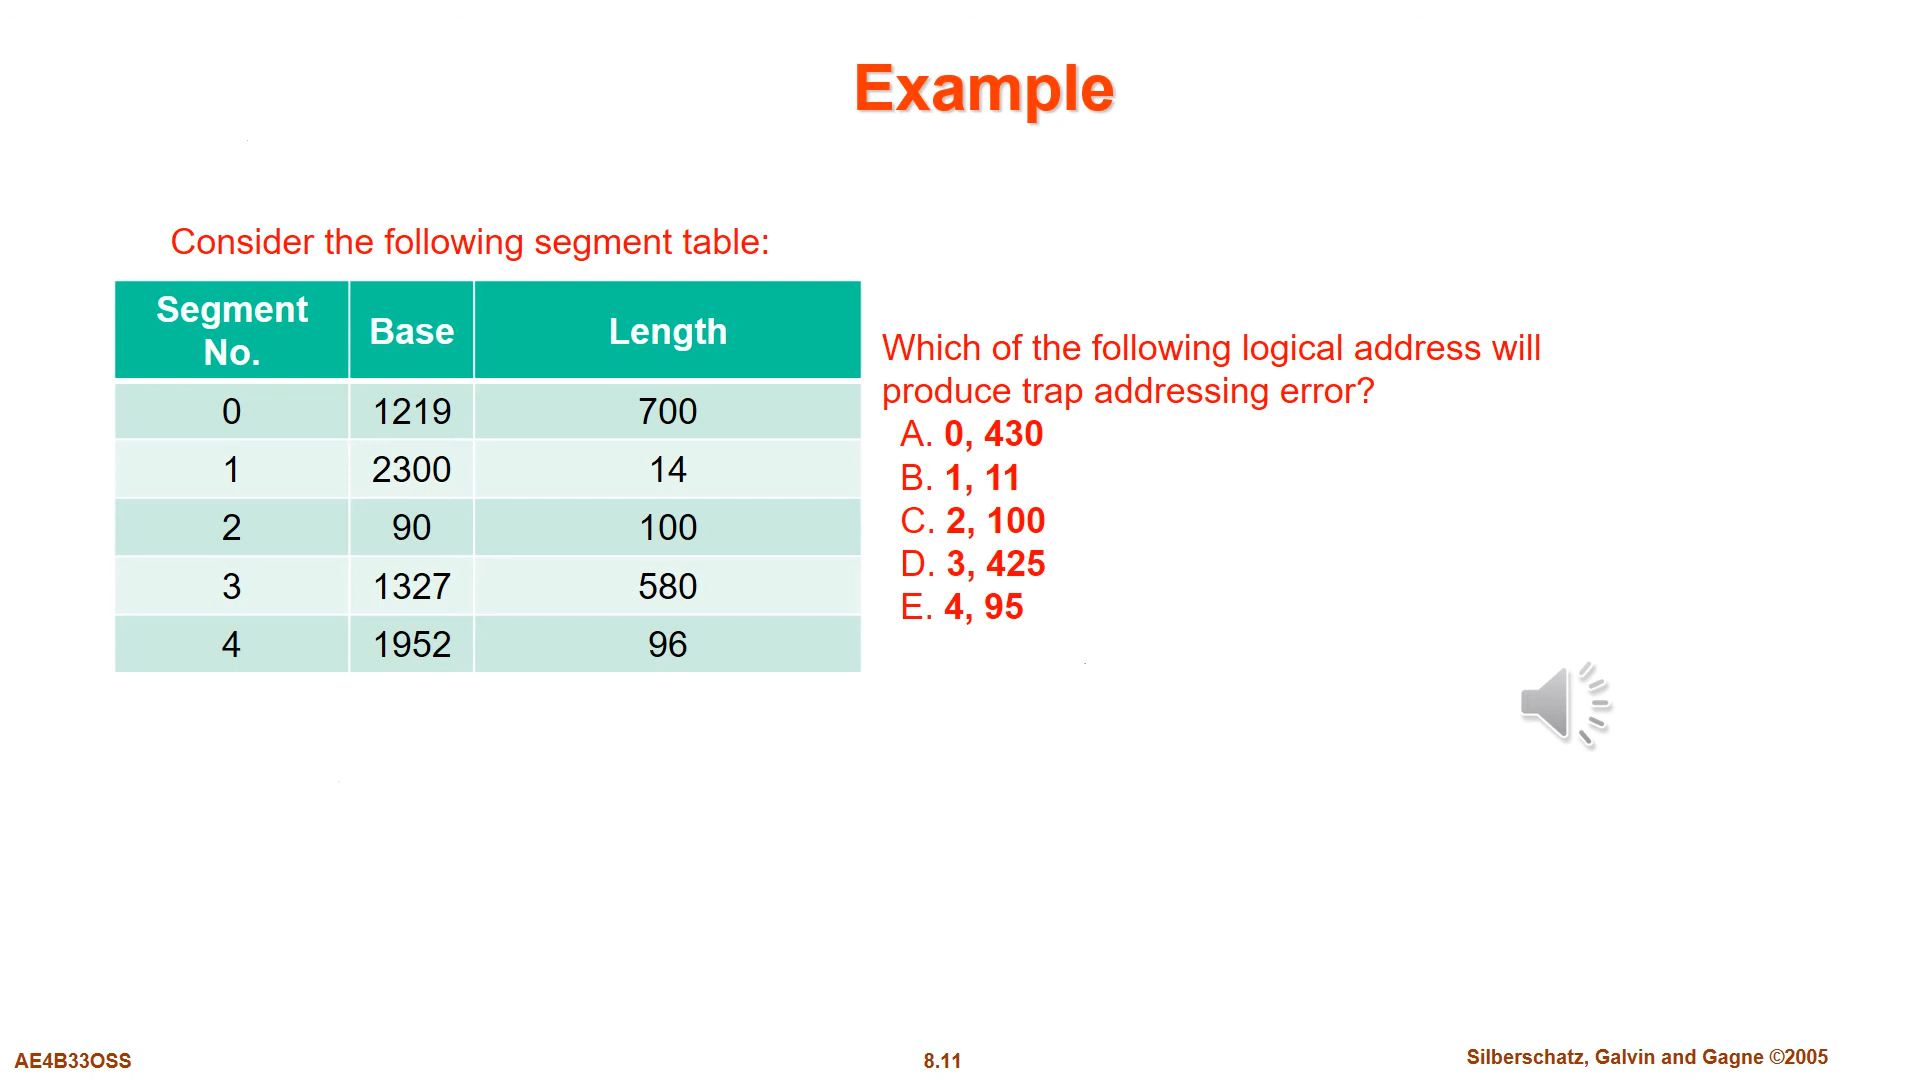 Example
Consider the following segment table:
Segment No. Base Length
0 1219 700
1 2300 14
2 90 100
3 1327 580
4 1952 96
Which of the following logical address will
produce trap addressing error?
A. 0, 430
B. 1, 11
C. 2, 100
D. 3, 425
E. 4, 95
AE4B33OSS
8.11
Silberschatz, Galvin and Gagne ©2005